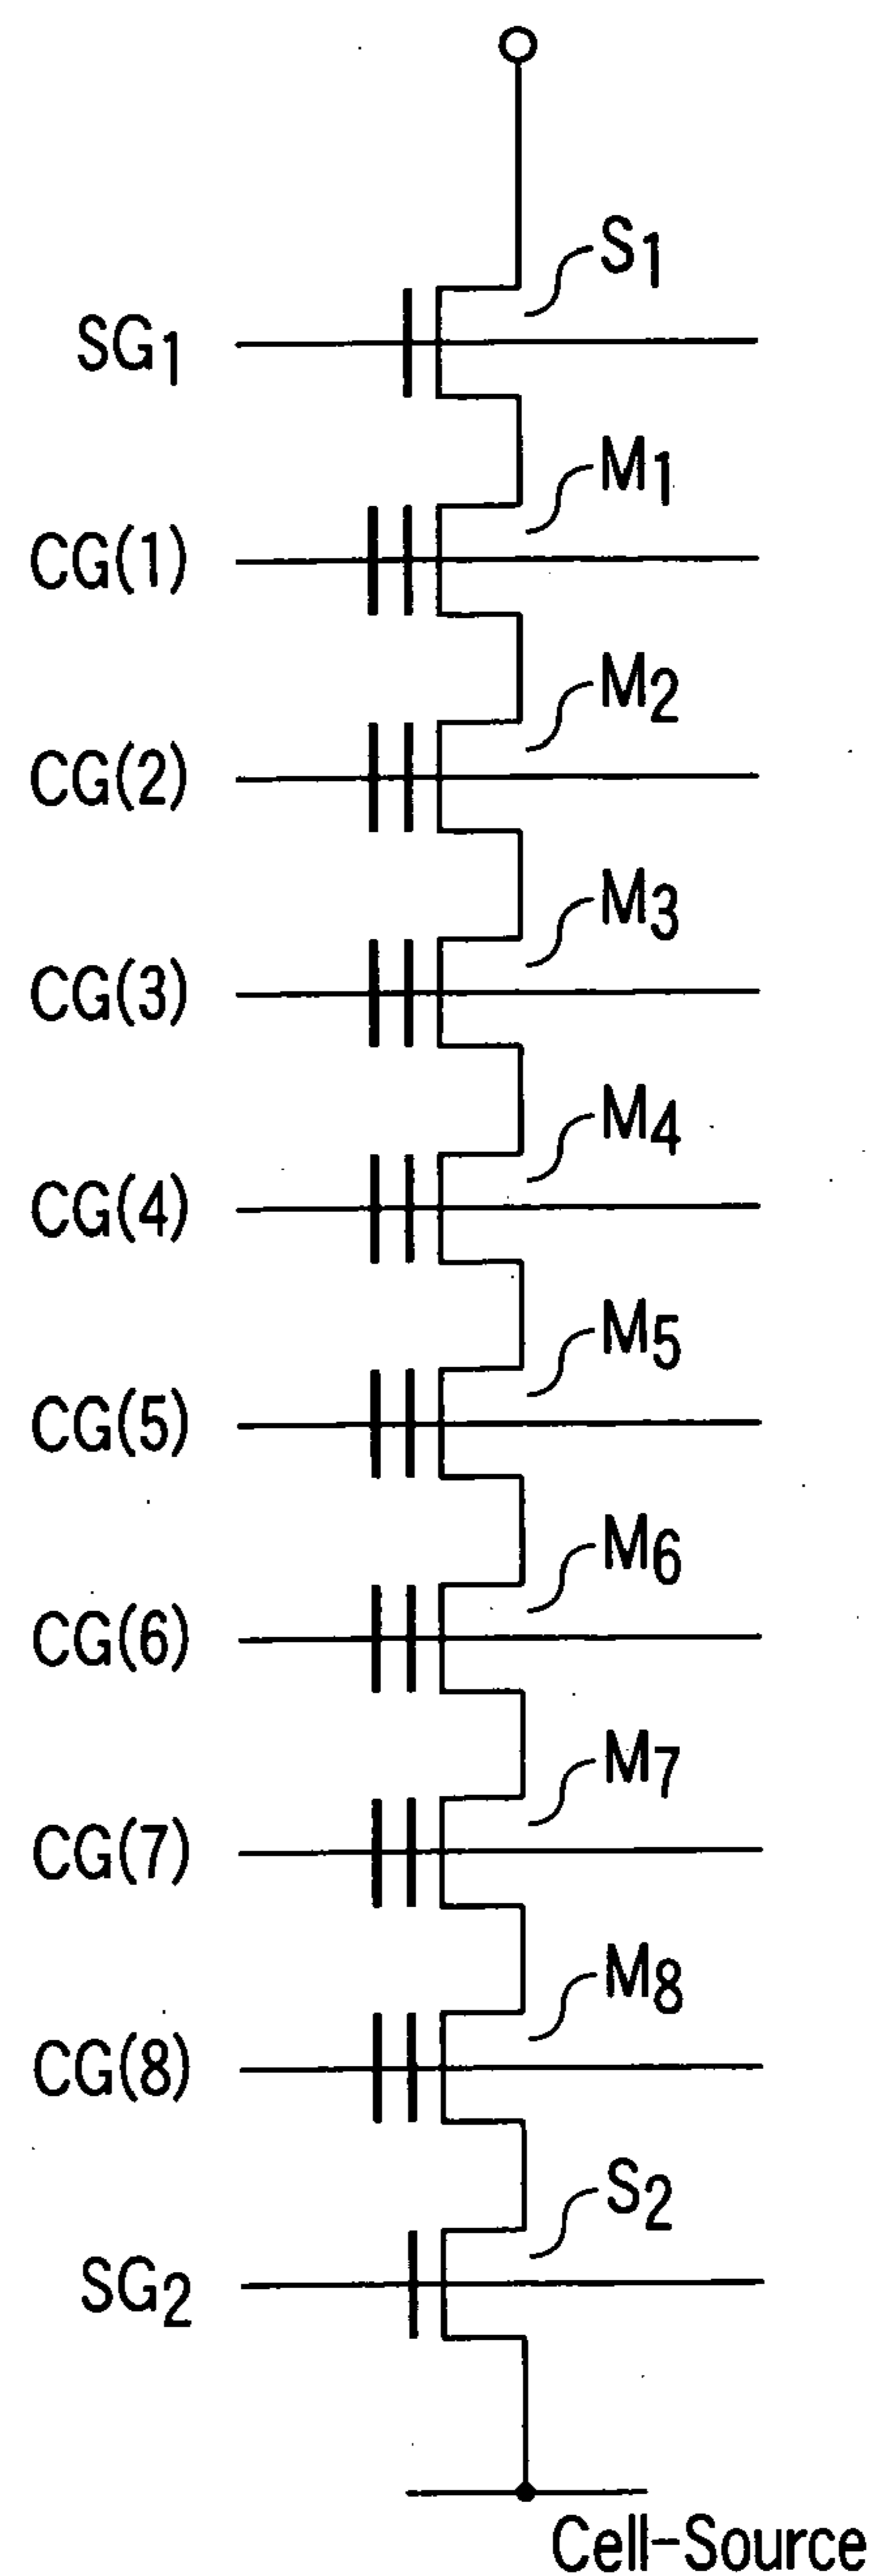 S1
SG1
M1
CG(1)
M2
CG(2)
M3
CG(3)
M4
CG(4)
M5
CG(5)
M6
CG(6)
M7
CG(7)
M8
CG(8)
S2
SG2
Cell-Source